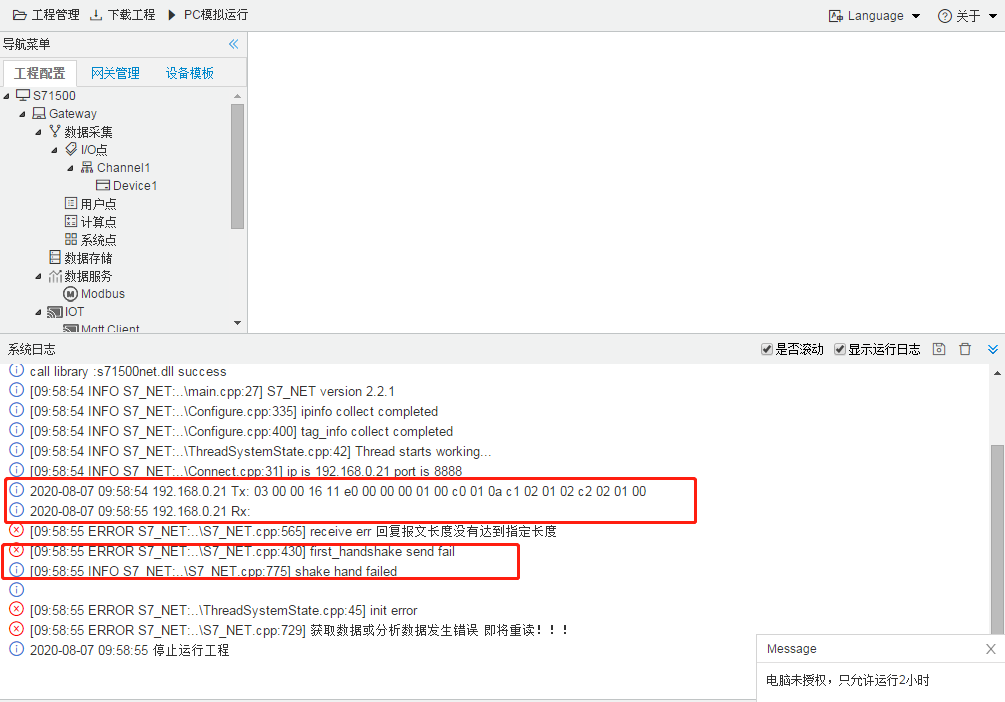 工程管理 下载工程 PC模拟运行 Language 关于
导航菜单
工程配置 网关管理 设备模板
S71500
Gateway
数据采集
I/O点
Channel1
Device1
用户点
计算点
系统点
数据存储
数据服务
Modbus
IOT
Mqtt Client
系统日志 是否滚动 显示运行日志
call library :s71500net.dll success
[09:58:54 INFO S7_NET:..\main.cpp:27] S7_NET version 2.2.1
[09:58:54 INFO S7_NET:..\Configure.cpp:335] ipinfo collect completed
[09:58:54 INFO S7_NET:..\Configure.cpp:400] tag_info collect completed
[09:58:54 INFO S7_NET:..\ThreadSystemState.cpp:42] Thread starts working...
[09:58:54 INFO S7_NET:..\Connect.cpp:31] ip is 192.168.0.21 port is 8888
2020-08-07 09:58:54 192.168.0.21 Tx: 03 00 00 16 11 e0 00 00 00 01 00 c0 01 0a c1 02 01 02 c2 02 01 00
2020-08-07 09:58:55 192.168.0.21 Rx:
[09:58:55 ERROR S7_NET:..\S7_NET.cpp:565] receive err 回复报文长度没有达到指定长度
[09:58:55 ERROR S7_NET:..\S7_NET.cpp:430] first_handshake send fail
[09:58:55 INFO S7_NET:..\S7_NET.cpp:775] shake hand failed
[09:58:55 ERROR S7_NET:..\ThreadSystemState.cpp:45] init error
[09:58:55 ERROR S7_NET:..\S7_NET.cpp:729] 获取数据或分析数据发生错误 即将重读！！！
2020-08-07 09:58:55 停止运行工程
Message
电脑未授权，只允许运行2小时